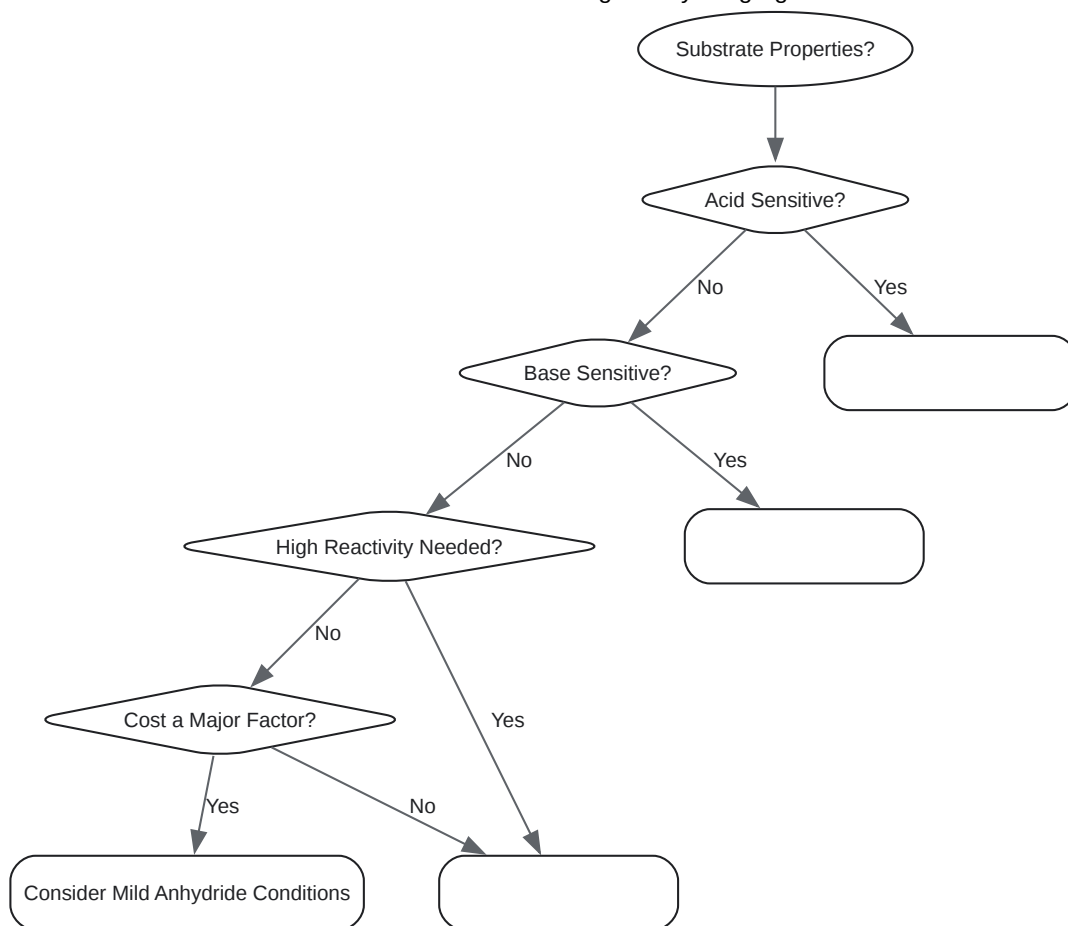 Substrate Properties?
Acid Sensitive?
No
Yes
Base Sensitive?
No
Yes
High Reactivity Needed?
No
Cost a Major Factor?
Yes
Yes
No
Consider Mild Anhydride Conditions